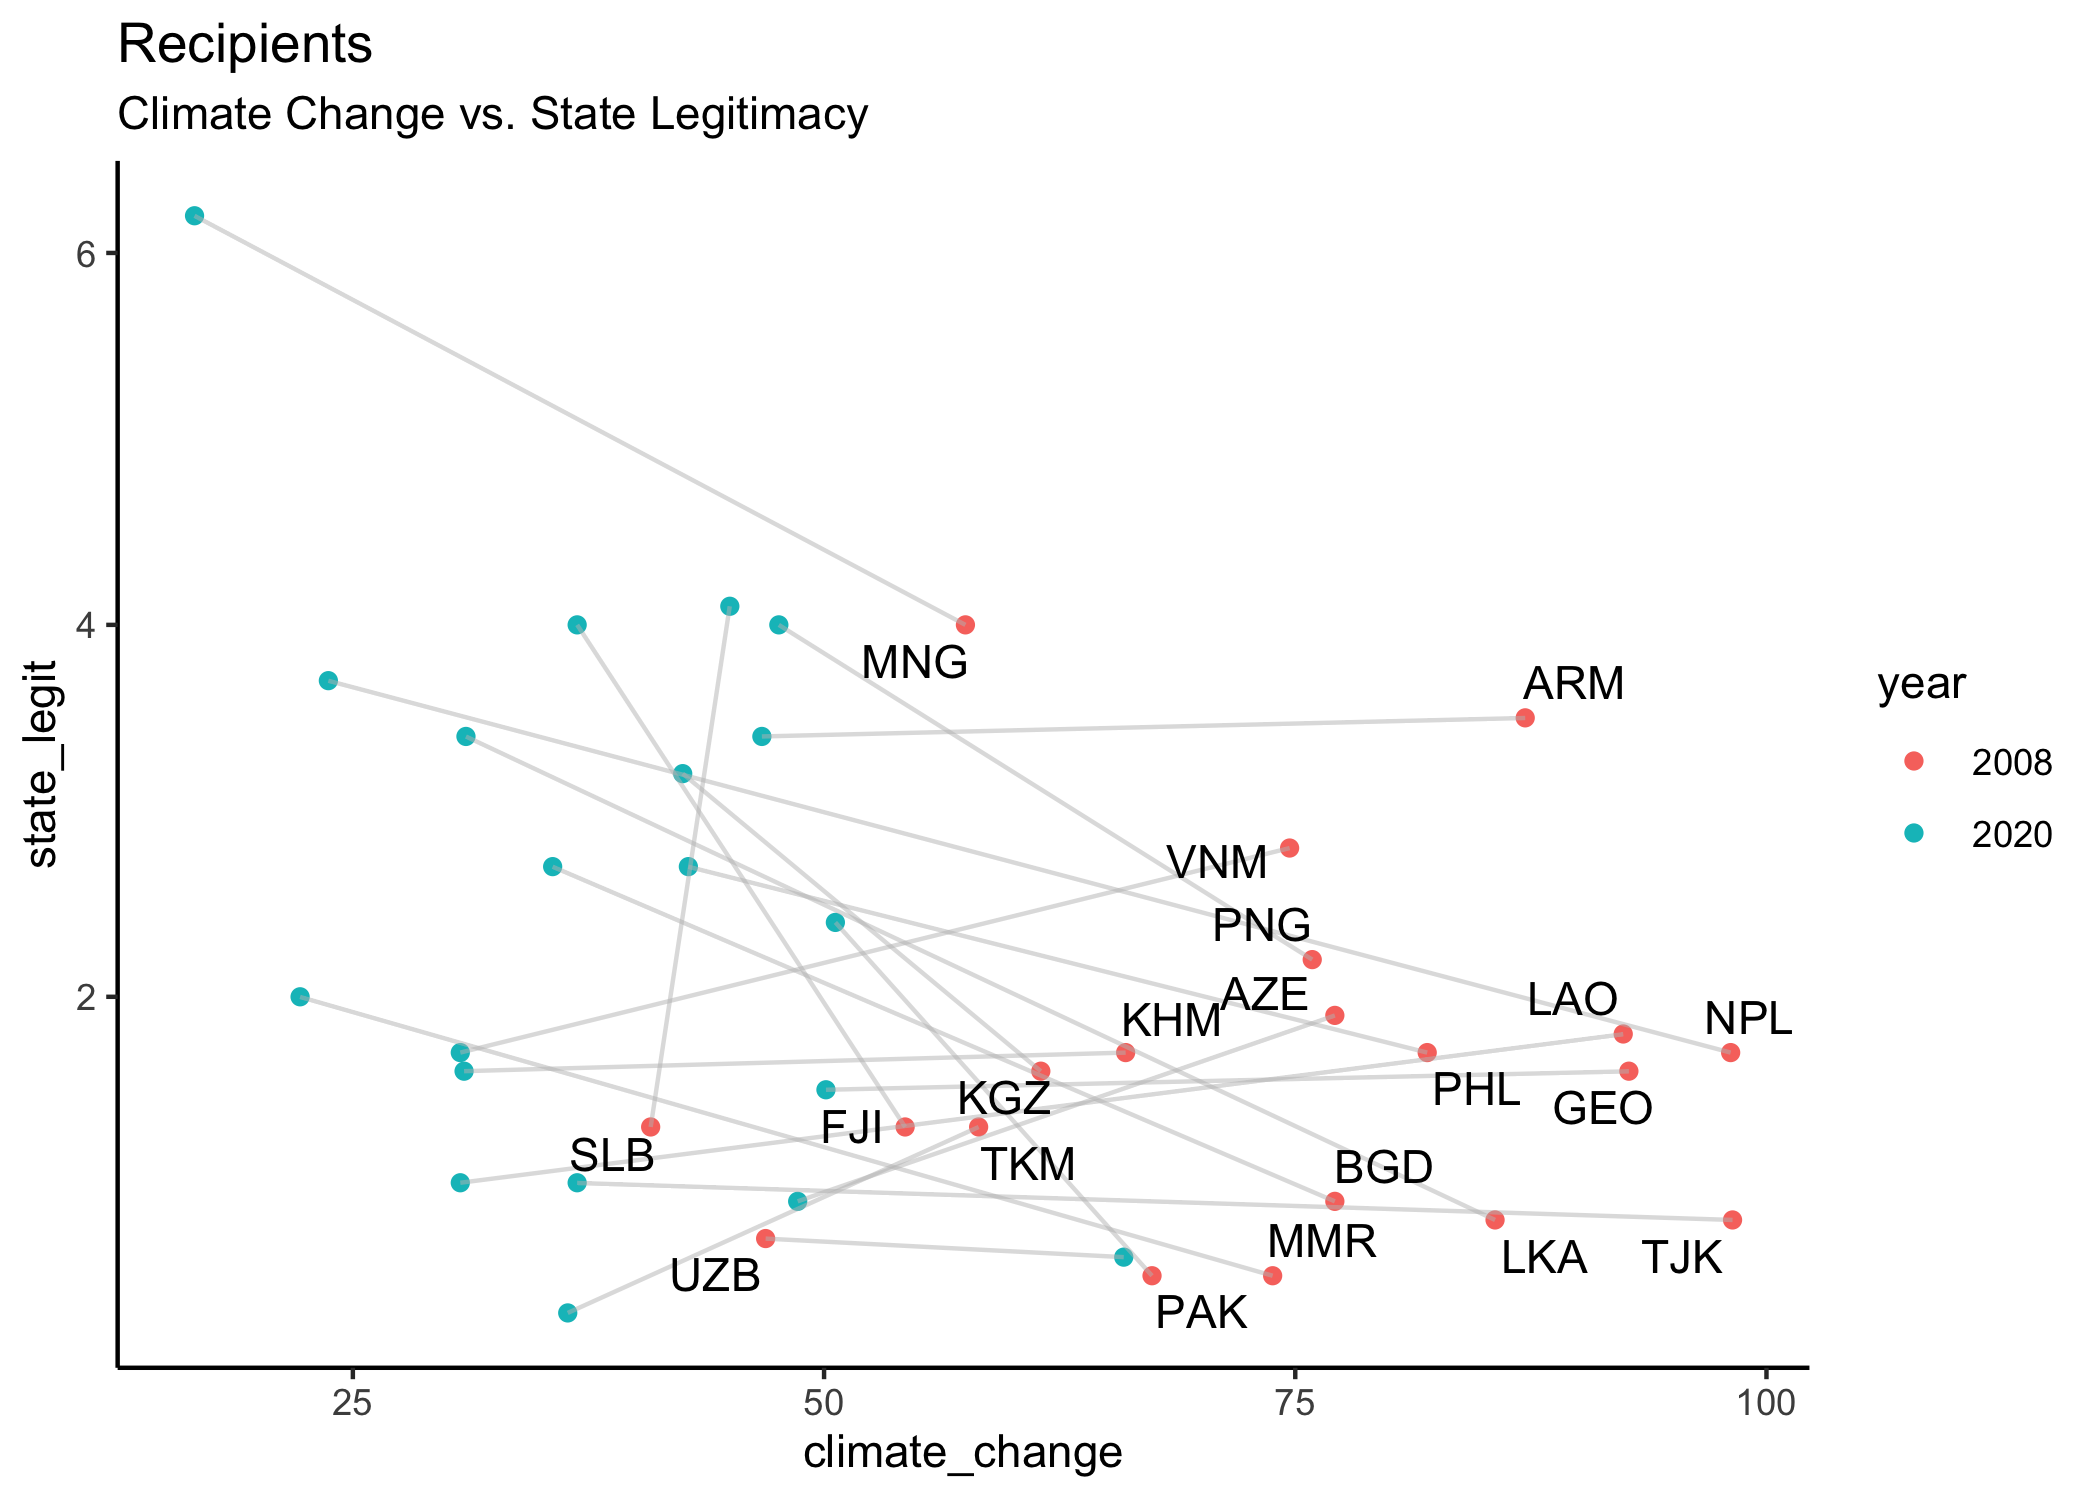 Recipients
Climate Change vs. State Legitimacy
6
4
2
state_legit
MNG
ARM
VNM
PNG
AZE
KHM
LAO
NPL
KGZ
FJI
PHL
GEO
SLB
TKM
BGD
MMR
UZB
LKA
TJK
PAK
25
50
75
100
climate_change
year
2008
2020